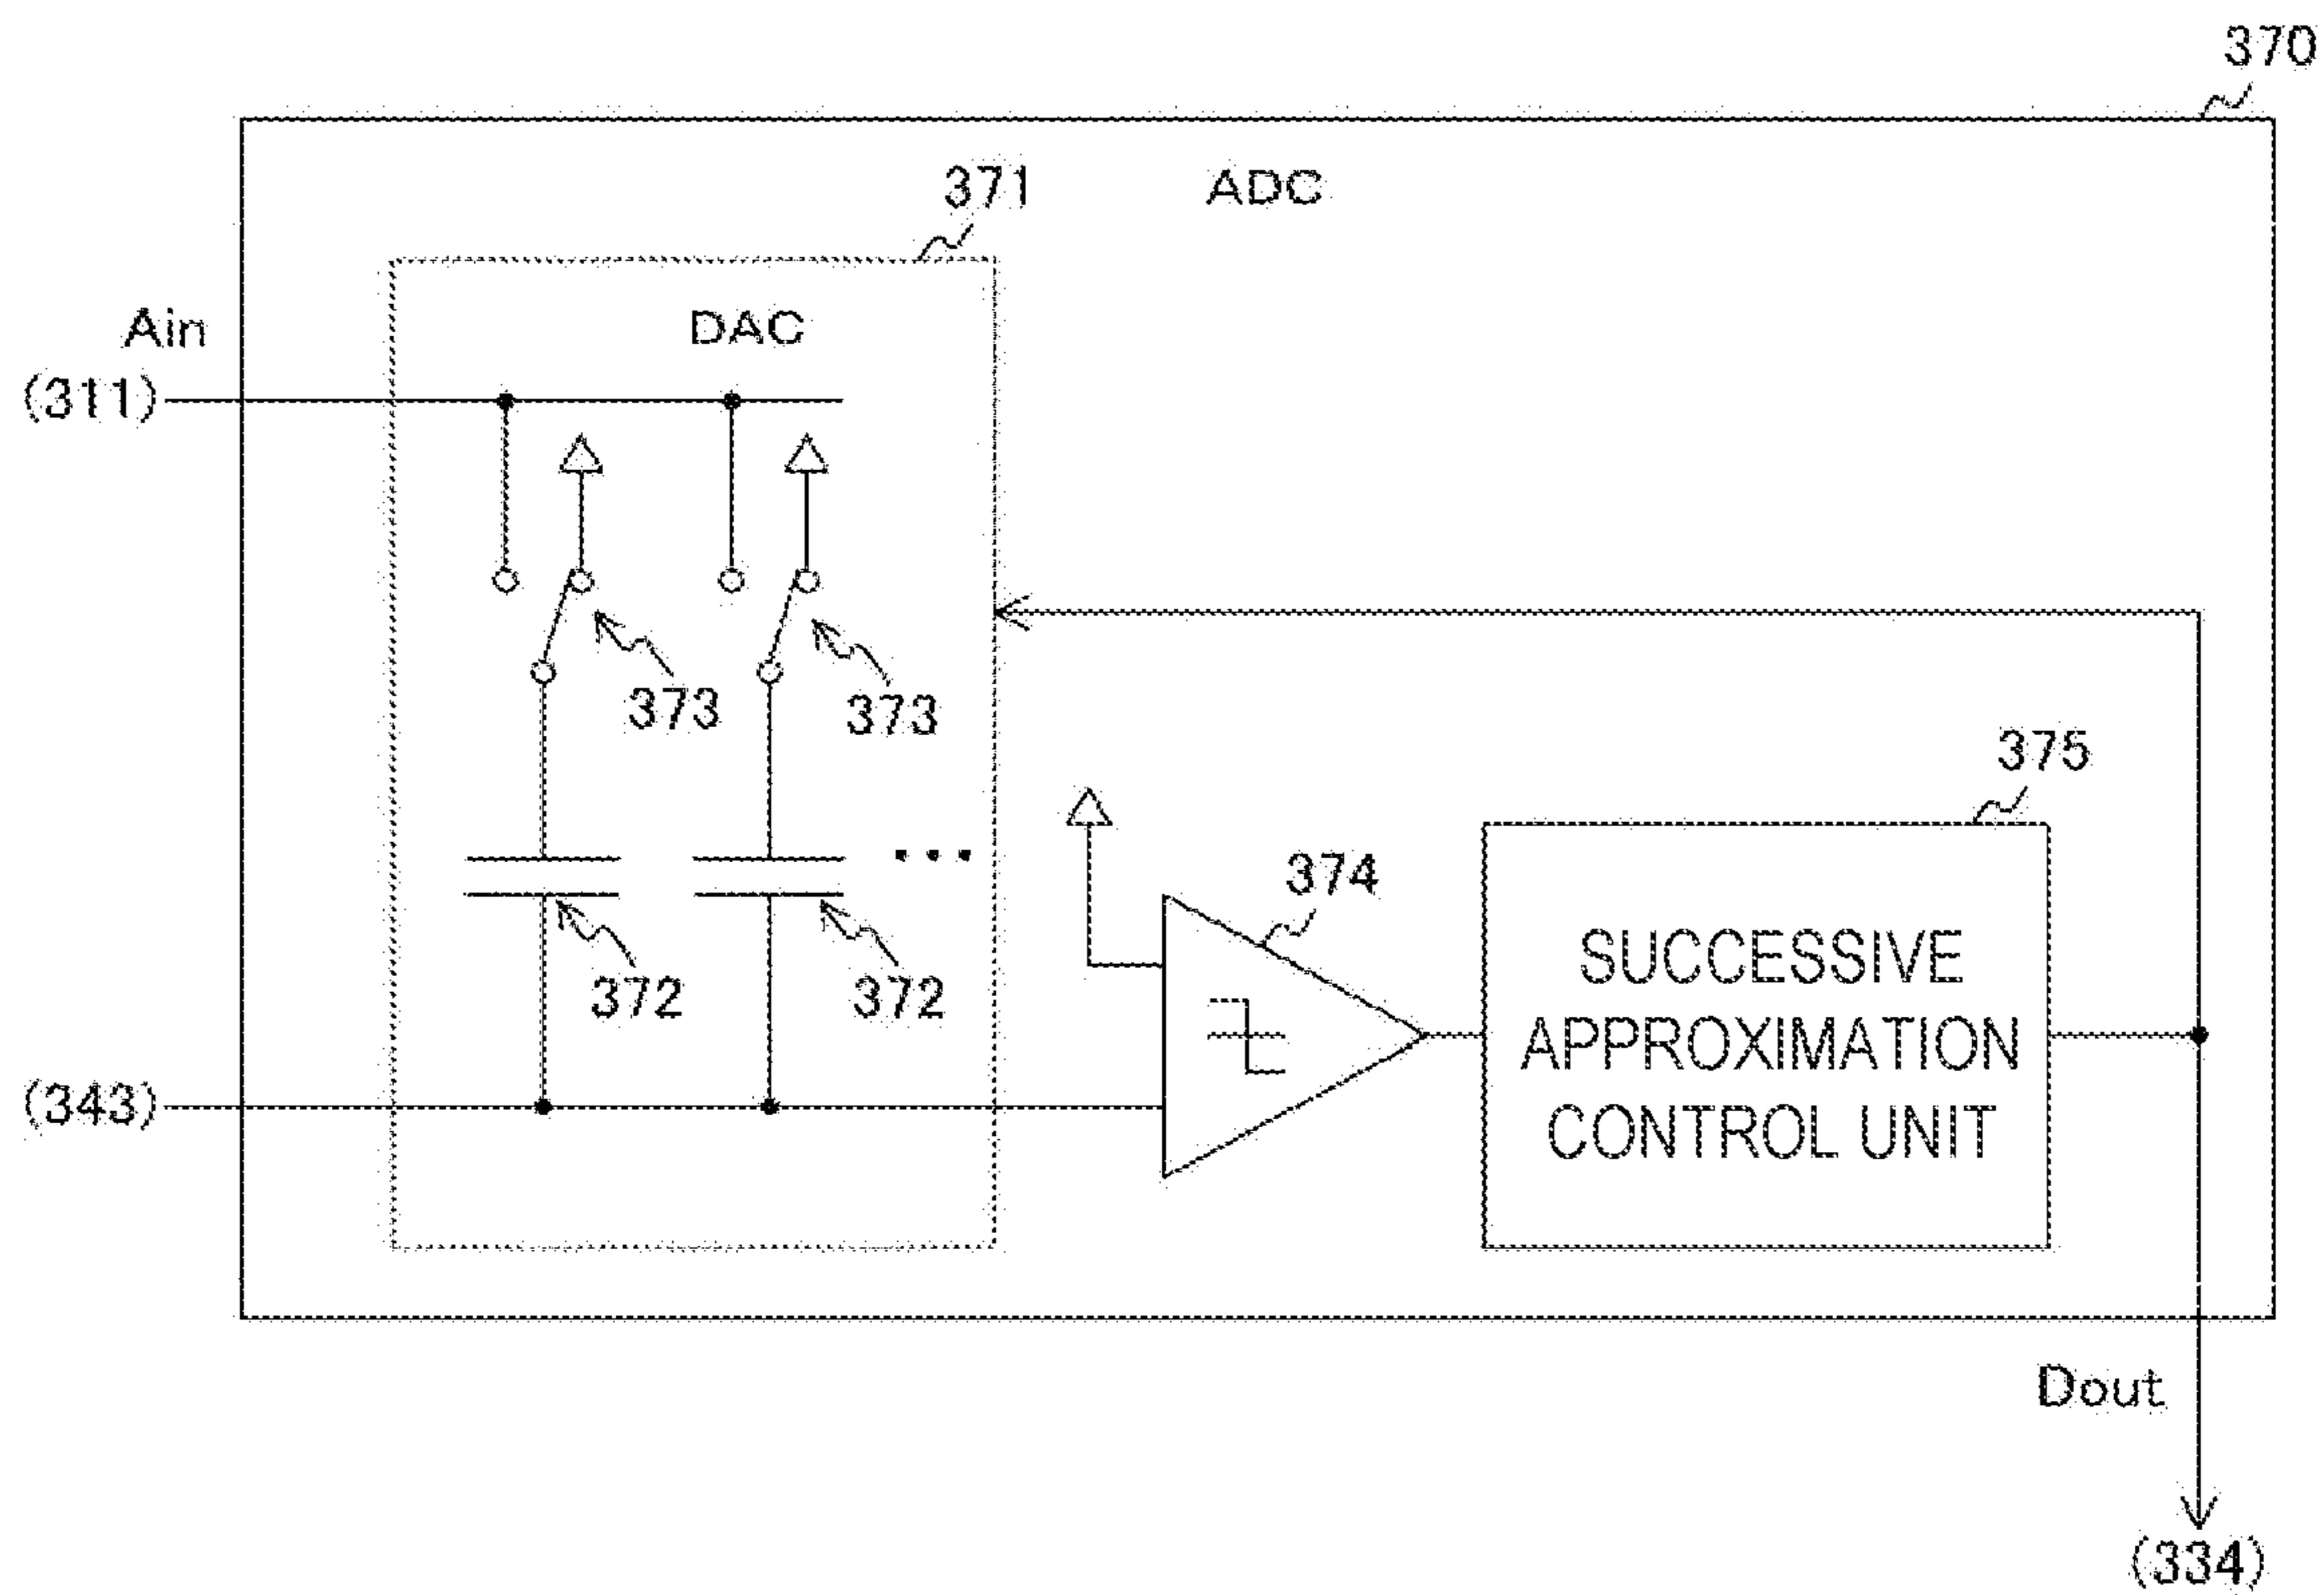 370
371
ADC
Ain
DAC
(311)
373
373
375
374
372
372
SUCCESSIVE
APPROXIMATION
CONTROL UNIT
(343)
Dout
(334)